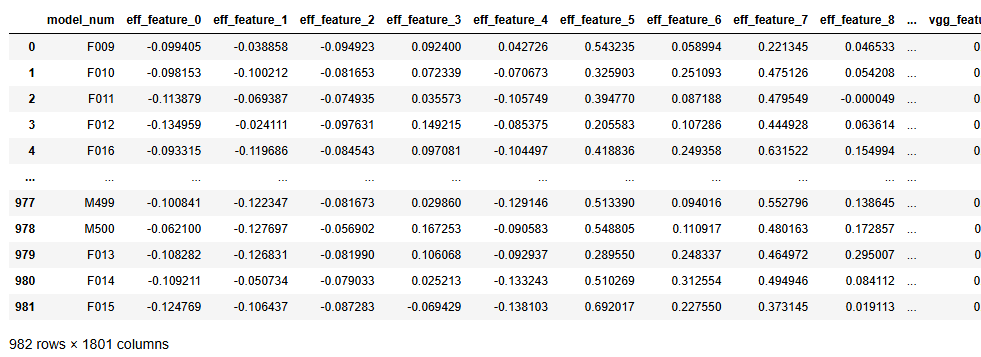 model_num eff_feature_0 eff_feature_1 eff_feature_2 eff_feature_3 eff_feature_4 eff_feature_5 eff_feature_6 eff_feature_7 eff_feature_8 ... vgg_featu
0 F009 -0.099405 -0.038858 -0.094923 0.092400 0.042726 0.543235 0.058994 0.221345 0.046533 ... 0
1 F010 -0.098153 -0.100212 -0.081653 0.072339 -0.070673 0.325903 0.251093 0.475126 0.054208 ... 0
2 F011 -0.113879 -0.069387 -0.074935 0.035573 -0.105749 0.394770 0.087188 0.479549 -0.000049 ... 0
3 F012 -0.134959 -0.024111 -0.097631 0.149215 -0.085375 0.205583 0.107286 0.444928 0.063614 ... 0
4 F016 -0.093315 -0.119686 -0.084543 0.097081 -0.104497 0.418836 0.249358 0.631522 0.154994 ... 0
... ... ... ... ... ... ... ... ... ... ... ...
977 M499 -0.100841 -0.122347 -0.081673 0.029860 -0.129146 0.513390 0.094016 0.552796 0.138645 ... 0
978 M500 -0.062100 -0.127697 -0.056902 0.167253 -0.090583 0.548805 0.110917 0.480163 0.172857 ... 0
979 F013 -0.108282 -0.126831 -0.081990 0.106068 -0.092937 0.289550 0.248337 0.464972 0.295007 ... 0
980 F014 -0.109211 -0.050734 -0.079033 0.025213 -0.133243 0.510269 0.312554 0.494946 0.084112 ... 0
981 F015 -0.124769 -0.106437 -0.087283 -0.069429 -0.138103 0.692017 0.227550 0.373145 0.019113 ... 0
982 rows × 1801 columns